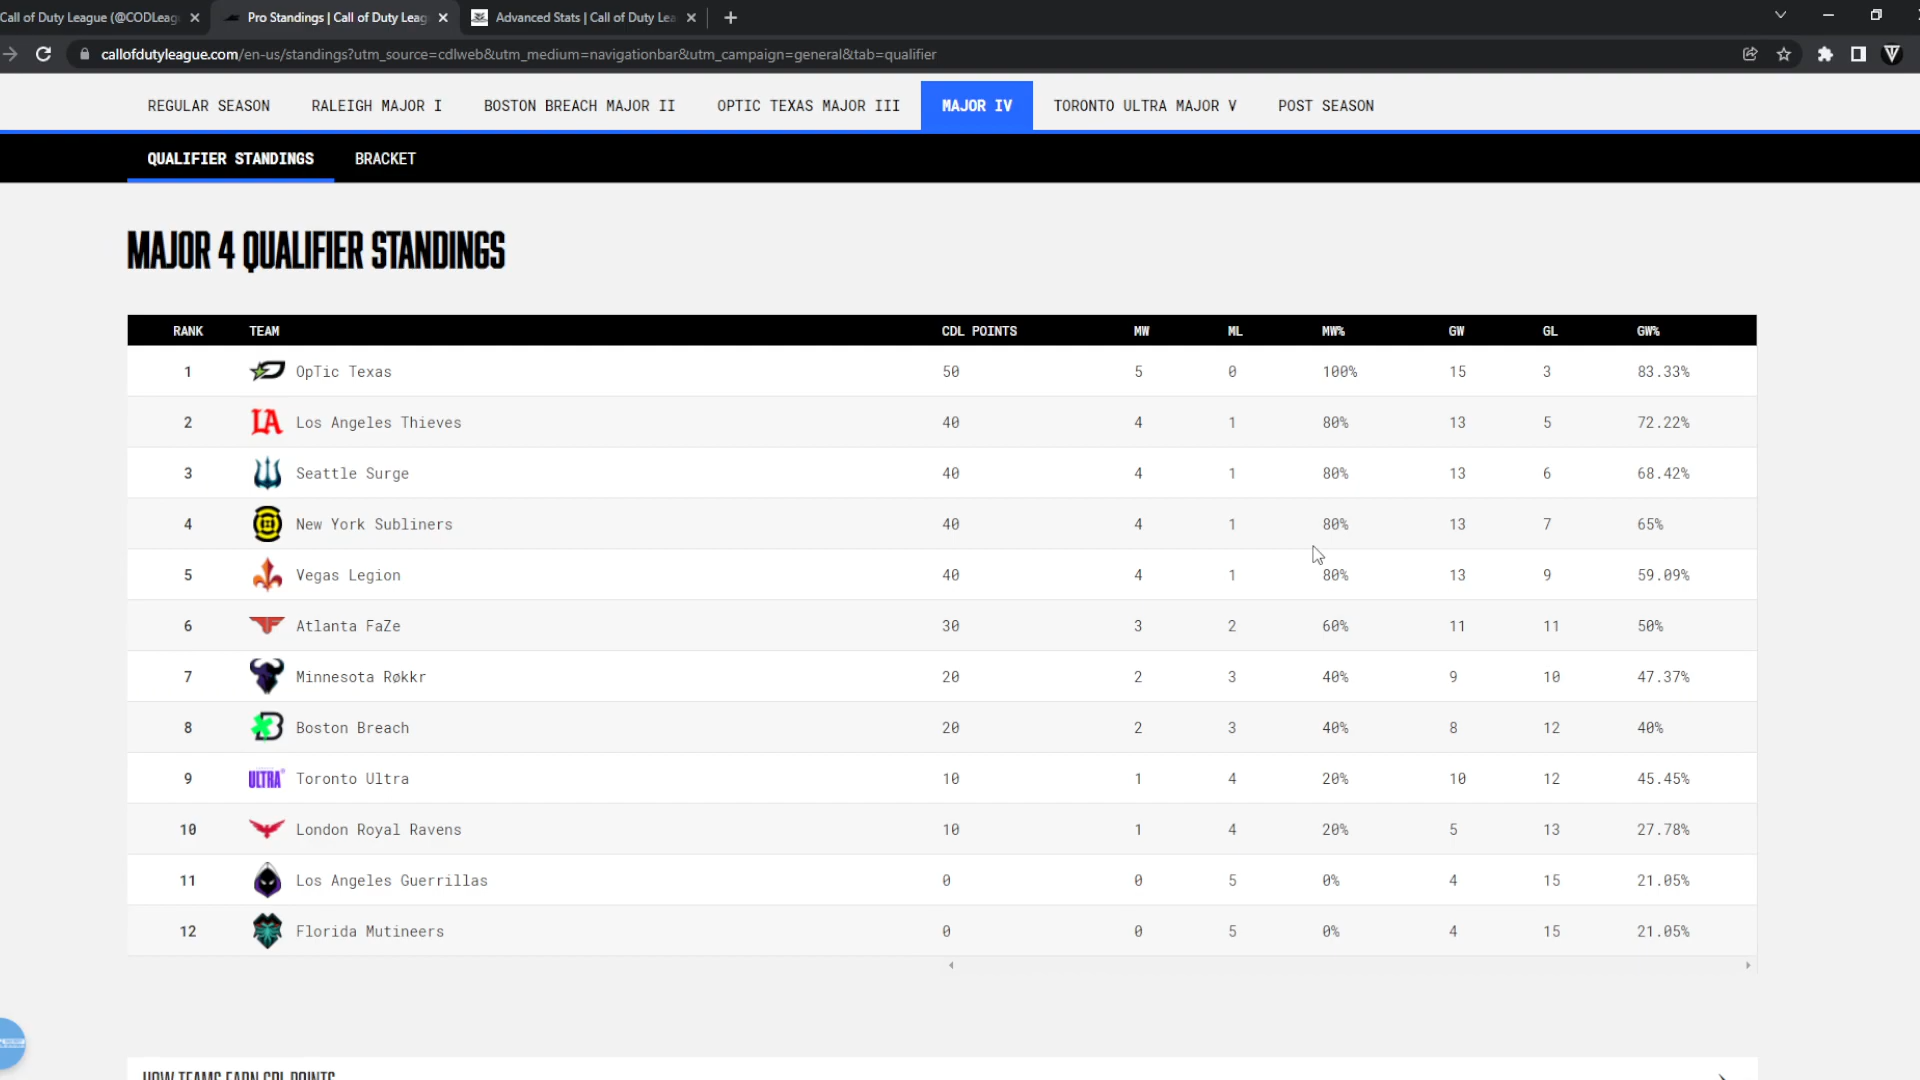 Call of Duty League (@CODLeag
Pro Standings | Call of Duty Leag
Advanced Stats | Call of Duty Lea
callofdutyleague.com/en-us/standings?utm_source=cdlweb&utm_medium=navigationbar&utm_campaign=general&tab=qualifier
REGULAR SEASON RALEIGH MAJOR I BOSTON BREACH MAJOR II OPTIC TEXAS MAJOR III MAJOR IV TORONTO ULTRA MAJOR V POST SEASON
QUALIFIER STANDINGS BRACKET
MAJOR 4 QUALIFIER STANDINGS
RANK TEAM CDL POINTS MW ML MW% GW GL GW%
1 OpTic Texas 50 5 0 100% 15 3 83.33%
2 LA Los Angeles Thieves 40 4 1 80% 13 5 72.22%
3 Seattle Surge 40 4 1 80% 13 6 68.42%
4 New York Subliners 40 4 1 80% 13 7 65%
5 Vegas Legion 40 4 1 80% 13 9 59.09%
6 Atlanta FaZe 30 3 2 60% 11 11 50%
7 Minnesota Røkkr 20 2 3 40% 9 10 47.37%
8 B Boston Breach 20 2 3 40% 8 12 40%
9 ULTRA Toronto Ultra 10 1 4 20% 10 12 45.45%
10 London Royal Ravens 10 1 4 20% 5 13 27.78%
11 Los Angeles Guerrillas 0 0 5 0% 4 15 21.05%
12 Florida Mutineers 0 0 5 0% 4 15 21.05%
HOW TEAMS EARN CDL POINTS